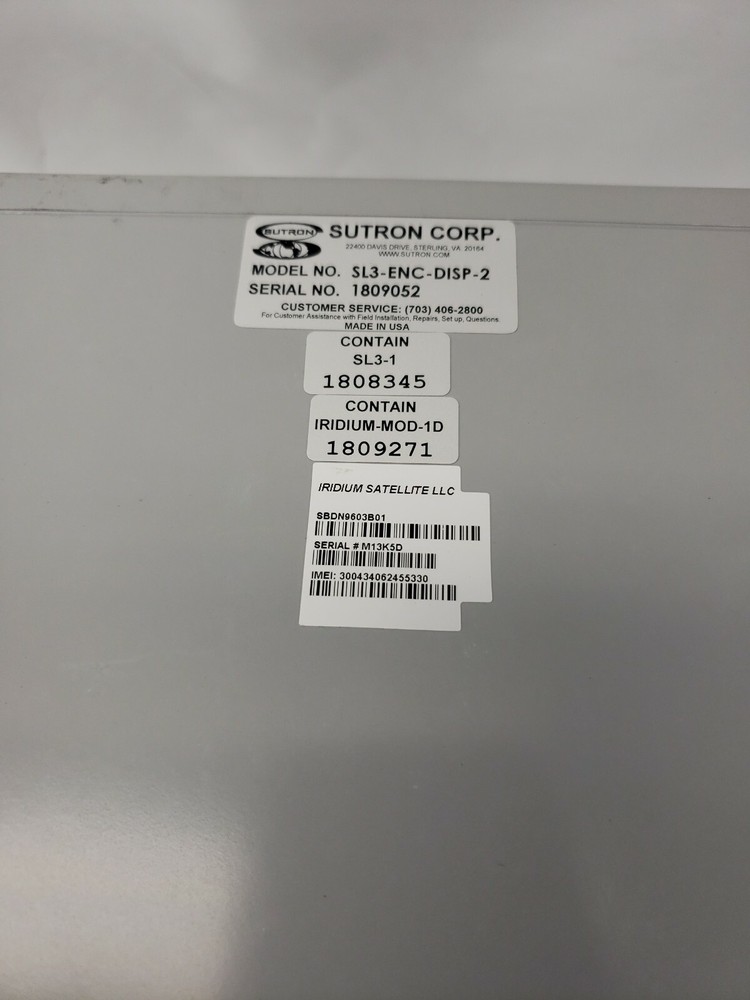 SUTRON
SUTRON CORP.
22400 DAVIS DRIVE, STERLING, VA 20164
WWW.SUTRON.COM
MODEL NO. SL3-ENC-DISP-2
SERIAL NO. 1809052
CUSTOMER SERVICE: (703) 406-2800
For Customer Assistance with Field Installation, Repairs, Set up, Questions
MADE IN USA
CONTAIN
SL3-1
1808345
CONTAIN
IRIDIUM-MOD-1D
1809271
IRIDIUM SATELLITE LLC
SBDN9603B01
SERIAL # M13K5D
IMEI: 300434062455330